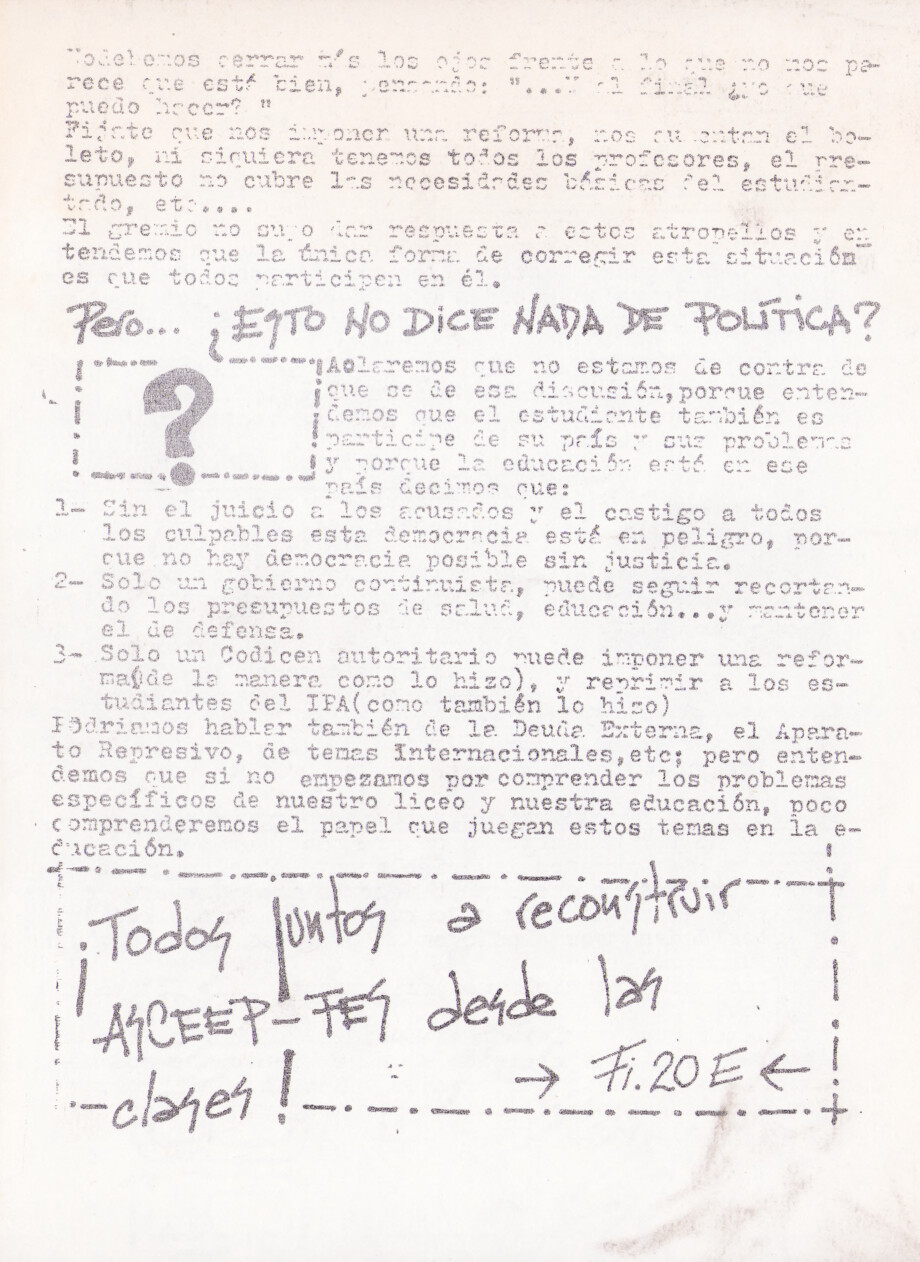 Nodebemos cerrar más los ojos frente a lo que no nos pa-
rece que está bien, pensando: "...Y al final ¿yo que
puedo hacer? "
Fijate que nos imponen una reforma, nos aumentan el bo-
leto, ni siquiera tenemos todos los profesores, el pre-
supuesto no cubre las necesidades básicas del estudian-
tado, etc....
El gremio no supo dar respuesta a estos atropellos y en
tendemos que la única forma de corregir esta situación
es que todos participen en él.
Pero... ¿ESTO NO DICE NADA DE POLÍTICA?
?
Aclaremos que no estamos de contra de
que se de esa discusión,porque enten-
demos que el estudiante también es
participe de su país y sus problemas
y porque la educación está en ese
país decimos que:
1- Sin el juicio a los acusados y el castigo a todos
los culpables esta democracia está en peligro, por-
que no hay democracia posible sin justicia.
2- Solo un gobierno continuista, puede seguir recortan-
do los presupuestos de salud, educación...y mantener
el de defensa.
3- Solo un Codicen autoritario puede imponer una refor-
ma(de la manera como lo hizo), y reprimir a los es-
tudiantes del IPA(como también lo hizo)
Podriamos hablar también de la Deuda Externa, el Apara-
to Represivo, de temas Internacionales,etc; pero enten-
demos que si no empezamos por comprender los problemas
específicos de nuestro liceo y nuestra educación, poco
comprenderemos el papel que juegan estos temas en la e-
ducación.
¡Todos juntos a reconstruir
ASCEEP-FES desde las
clases!
→ Fi.20 E ←